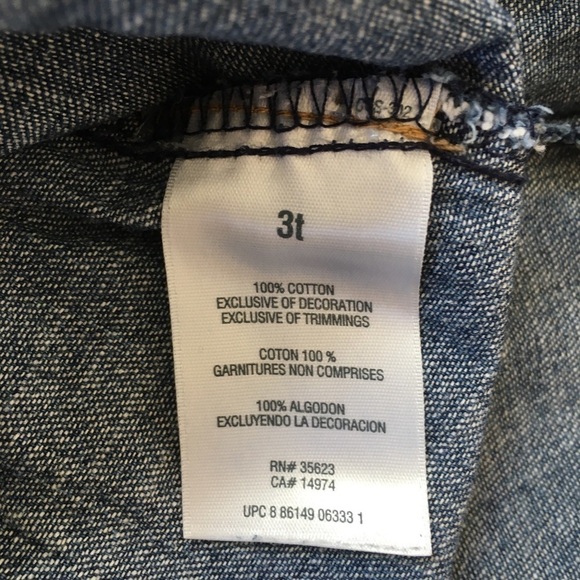 3t
100% COTTON
EXCLUSIVE OF DECORATION
EXCLUSIVE OF TRIMMINGS
COTON 100 %
GARNITURES NON COMPRISES
100% ALGODON
EXCLUYENDO LA DECORACION
RN# 35623
CA# 14974
UPC 8 86149 06333 1